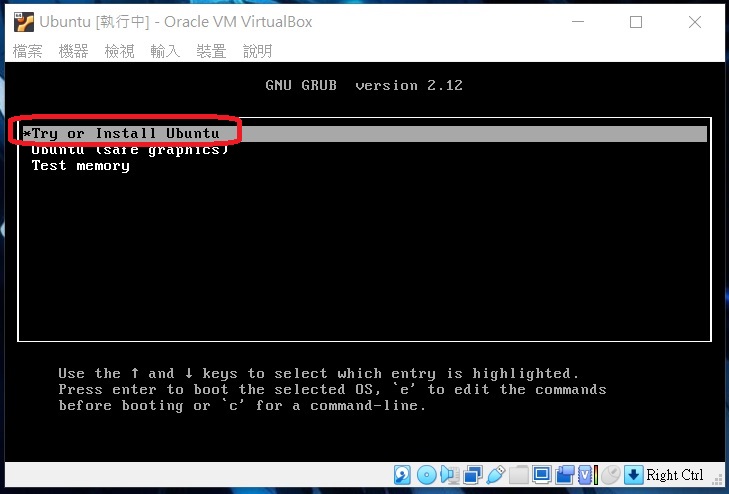 Ubuntu [執行中] - Oracle VM VirtualBox
檔案 機器 檢視 輸入 裝置 說明
GNU GRUB version 2.12
*Try or Install Ubuntu
Ubuntu (safe graphics)
Test memory
Use the ↑ and ↓ keys to select which entry is highlighted.
Press enter to boot the selected OS, `e' to edit the commands
before booting or `c' for a command-line.
Right Ctrl